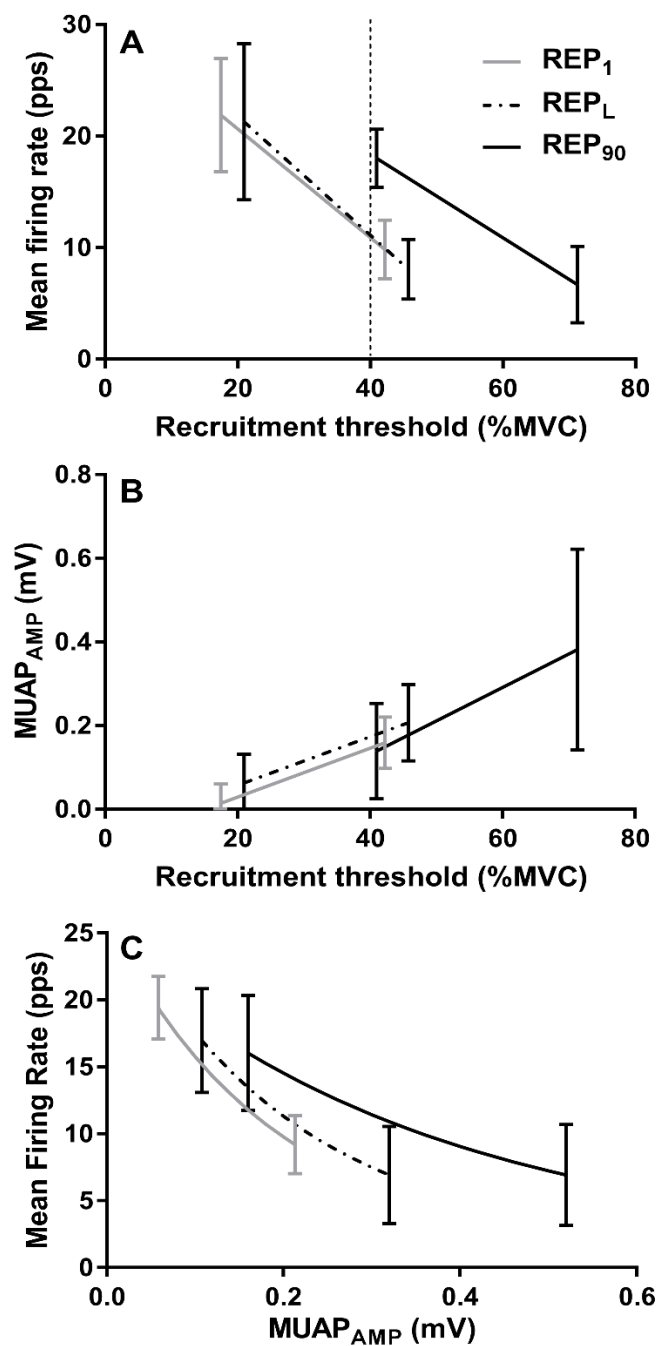 A
REP1
REPL
REP90
Mean firing rate (pps)
30
20
10
0
0 20 40 60 80
Recruitment threshold (%MVC)
B
MUAPAMP (mV)
0.8
0.6
0.4
0.2
0.0
0 20 40 60 80
Recruitment threshold (%MVC)
C
Mean Firing Rate (pps)
25
20
15
10
5
0
0.0 0.2 0.4 0.6
MUAPAMP (mV)